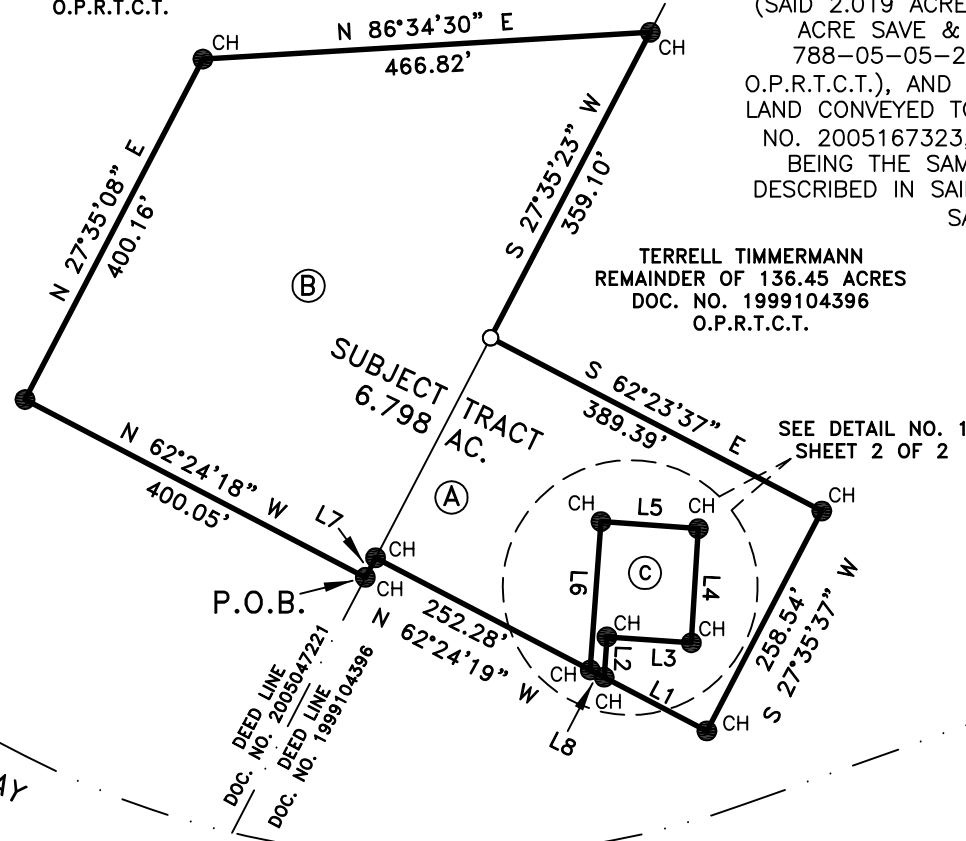 O.P.R.T.C.T.
(SAID 2.019 ACRE
ACRE SAVE &
788-05-05-2
O.P.R.T.C.T.), AND
LAND CONVEYED TO
NO. 2005167323,
BEING THE SAM
DESCRIBED IN SAI
SA
CH
N 86°34'30" E
466.82'
CH
N 27°35'08" E
400.16'
S 27°35'23" W
359.10'
B
TERRELL TIMMERMANN
REMAINDER OF 136.45 ACRES
DOC. NO. 1999104396
O.P.R.T.C.T.
SUBJECT TRACT
6.798 AC.
S 62°23'37" E
389.39'
SEE DETAIL NO. 1
SHEET 2 OF 2
N 62°24'18" W
400.05'
A
L7
CH
CH
L5
CH
CH
L6
C
L4
P.O.B.
CH
252.28'
N 62°24'19" W
CH
L2
L3
CH
258.54'
S 27°35'37" W
CH
CH
L1
CH
L8
DEED LINE
DOC. NO. 2005047221
DEED LINE
DOC. NO. 1999104396
AY